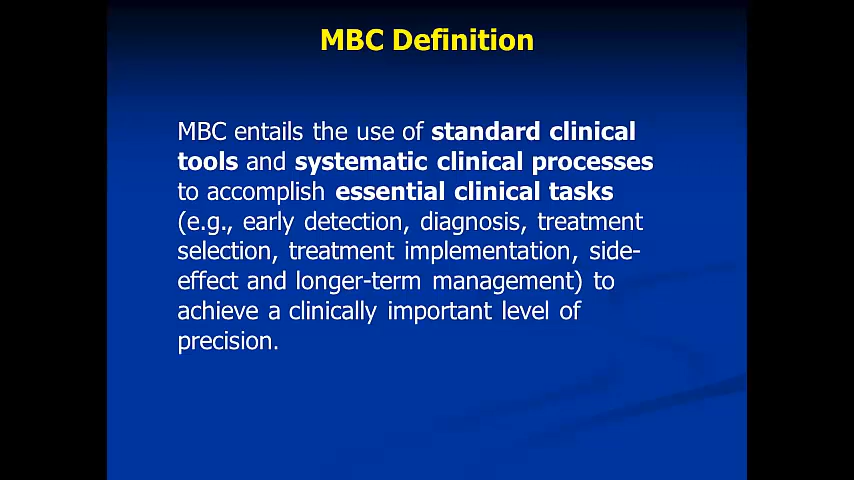 MBC Definition
MBC entails the use of standard clinical
tools and systematic clinical processes
to accomplish essential clinical tasks
(e.g., early detection, diagnosis, treatment
selection, treatment implementation, side-
effect and longer-term management) to
achieve a clinically important level of
precision.